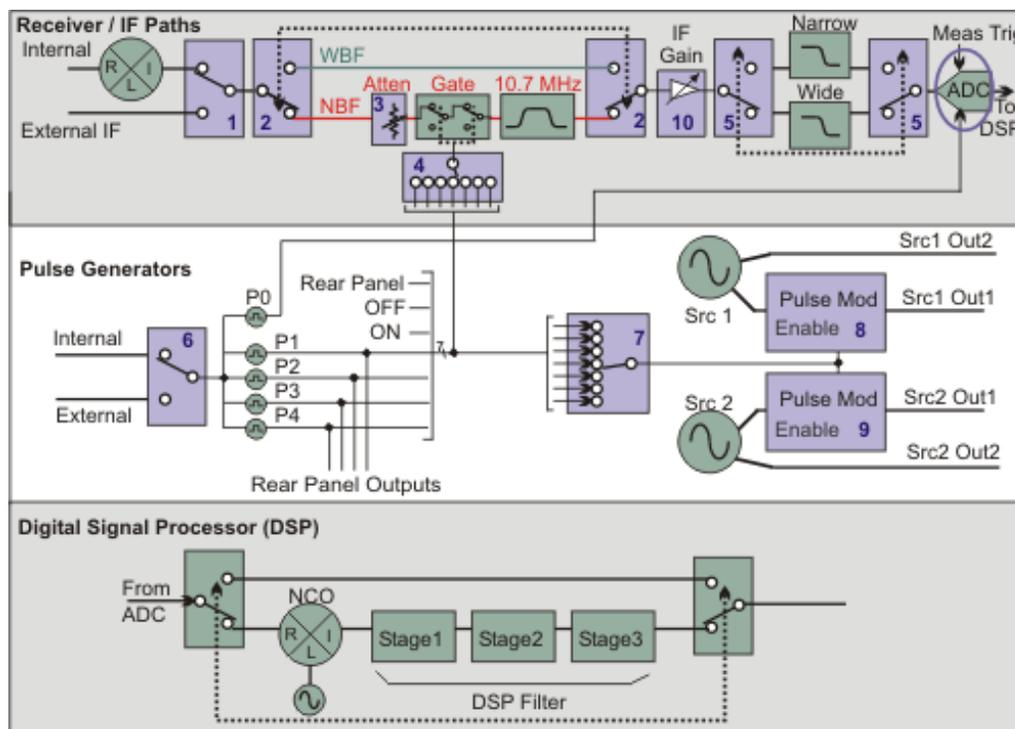 Receiver / IF Paths
Internal
R I
L
External IF
1
2
WBF
NBF
Atten
3
Gate
10.7 MHz
4
2
IF
Gain
10
5
Narrow
Wide
5
Meas Trig
ADC
To
DSP
Pulse Generators
Internal
External
6
P0
P1
P2
P3
P4
Rear Panel
OFF
ON
7
Rear Panel Outputs
7
Src 1
Src1 Out2
Pulse Mod
Enable 8
Src1 Out1
Src 2
Pulse Mod
Enable 9
Src2 Out1
Src2 Out2
Digital Signal Processor (DSP)
From
ADC
NCO
R I
L
Stage1
Stage2
Stage3
DSP Filter